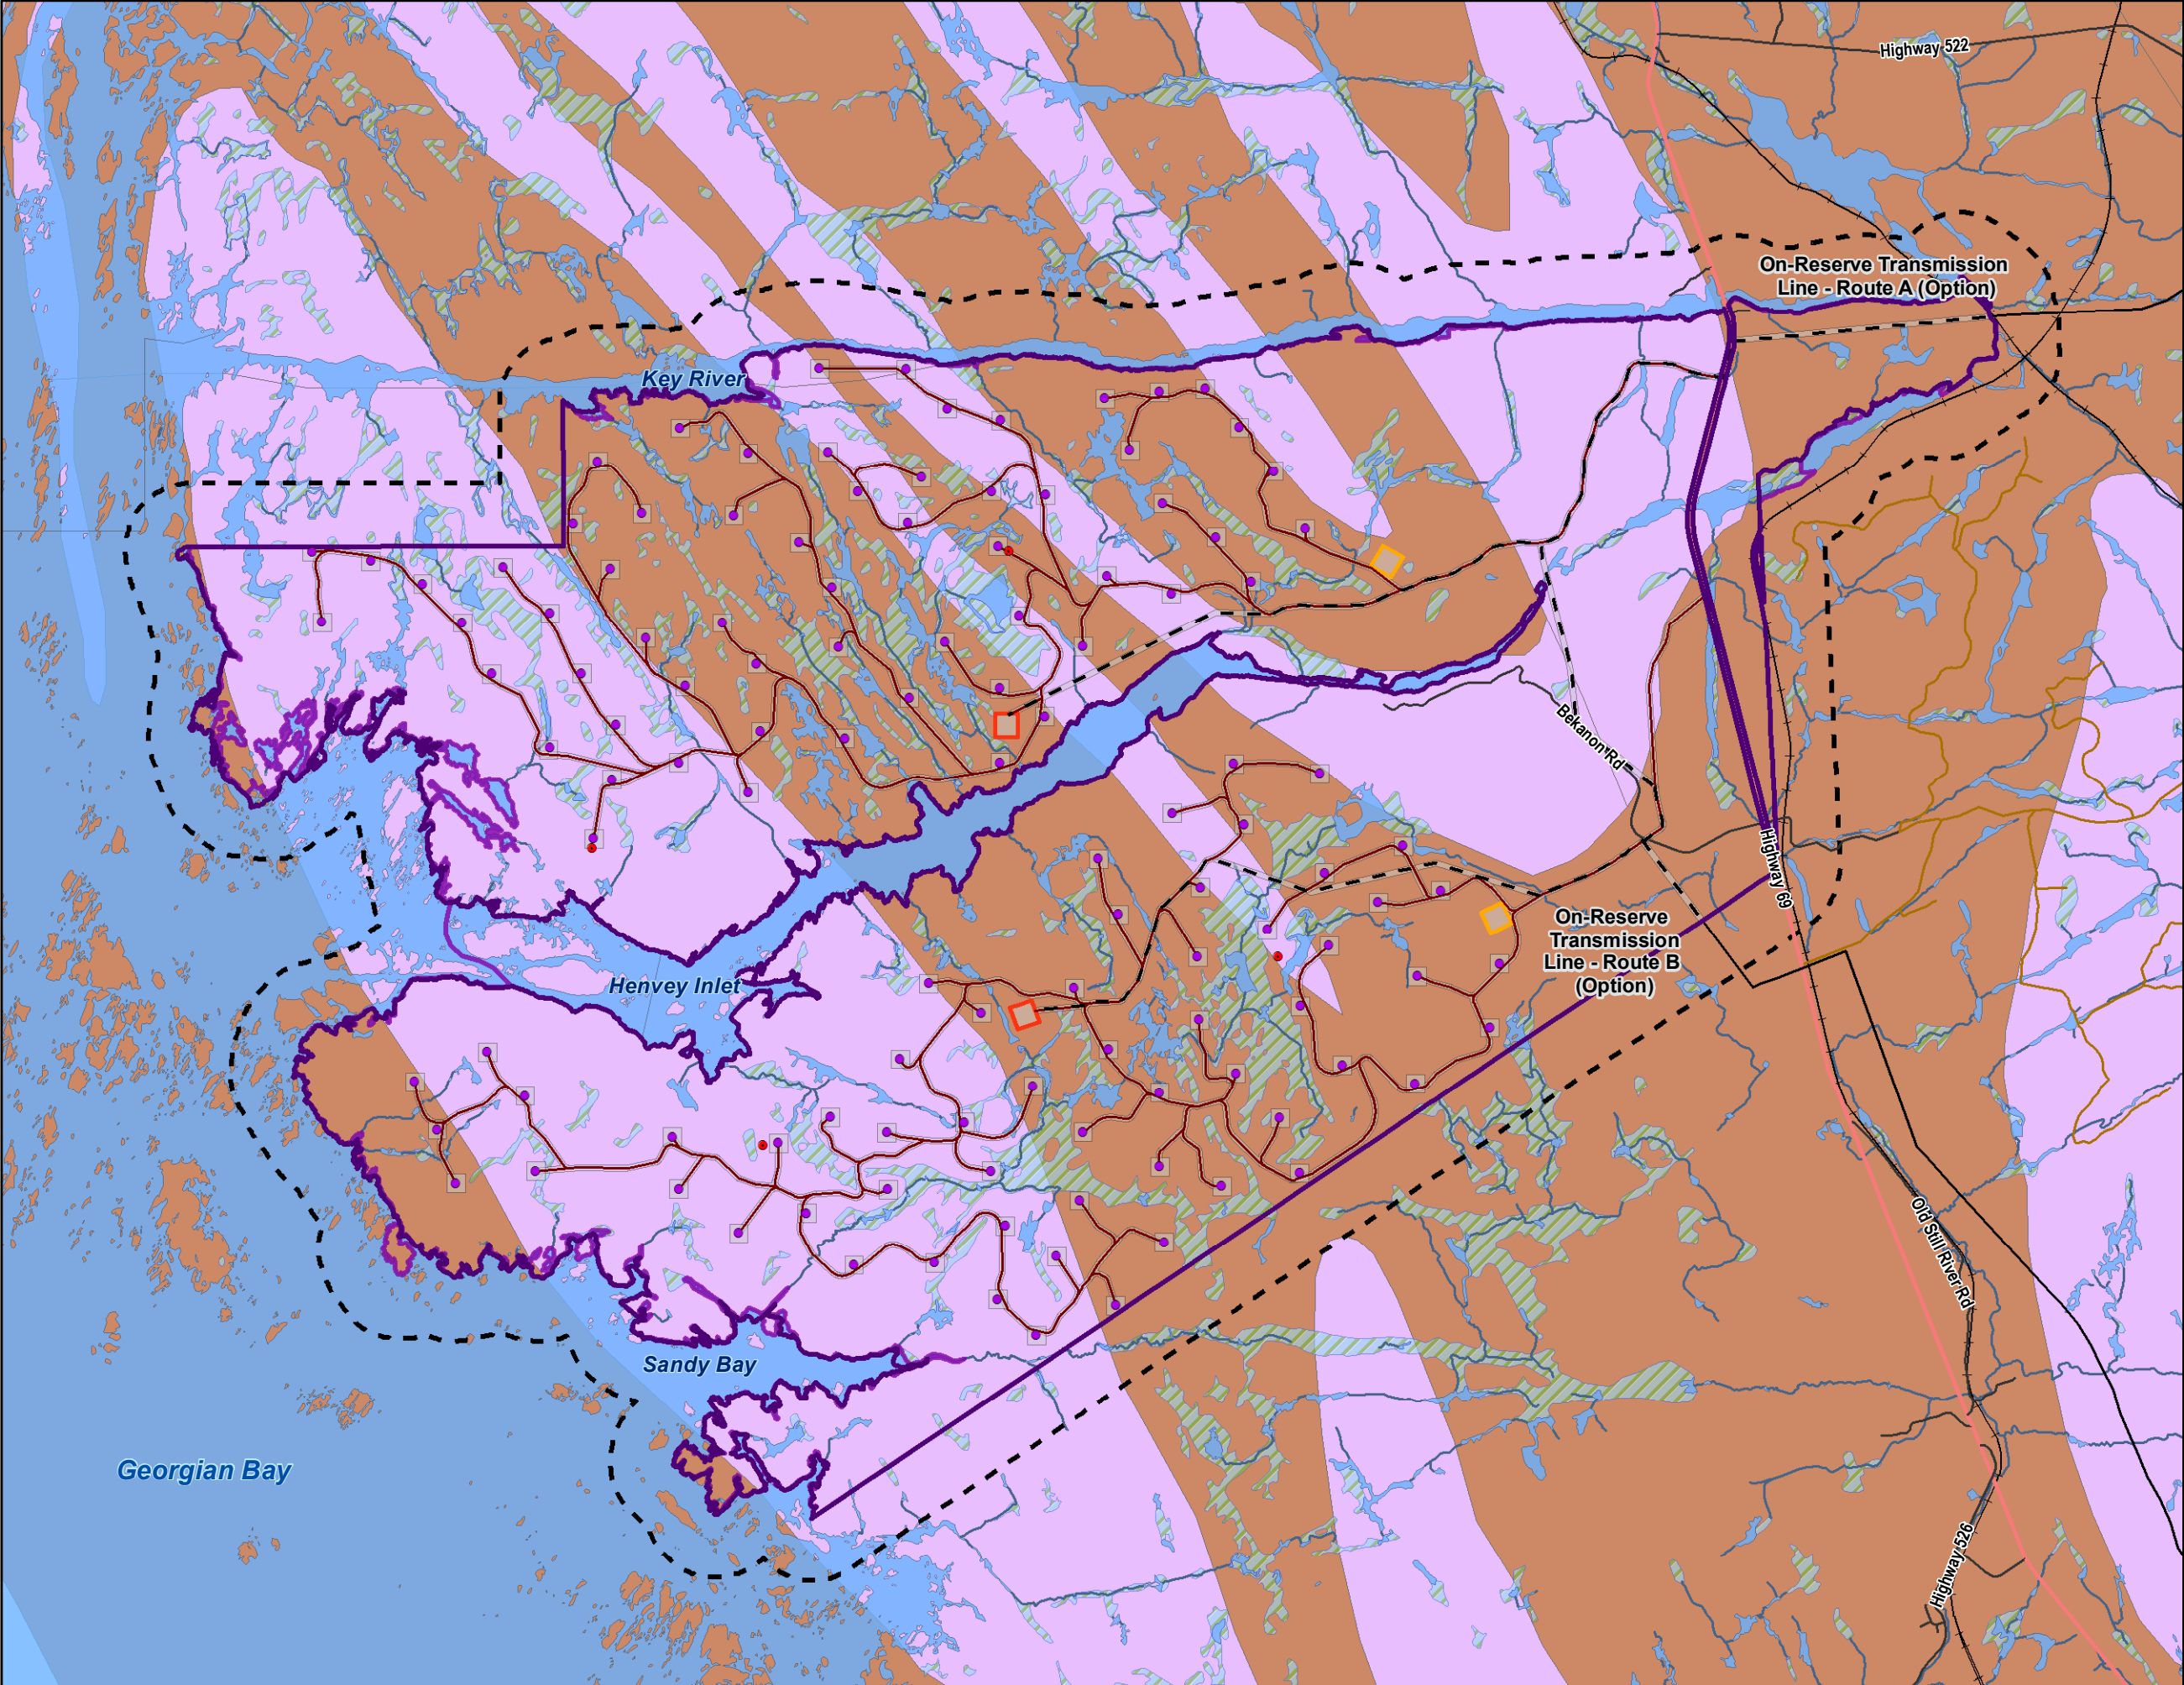 Highway 522
On-Reserve Transmission
Line - Route A (Option)
Key River
Bekanon Rd
Highway 69
On-Reserve
Transmission
Line - Route B
(Option)
Henvey Inlet
Old Still River Rd
Sandy Bay
Georgian Bay
Highway 526